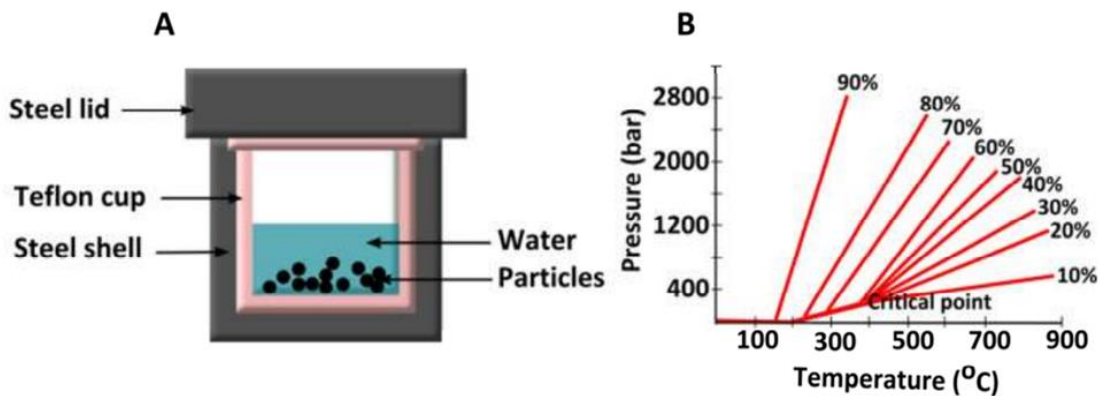 A
Steel lid
Teflon cup
Steel shell
Water
Particles
B
Pressure (bar)
2800
2000
1200
400
90%
80%
70%
60%
50%
40%
30%
20%
10%
Critical point
100 300 500 700 900
Temperature (°C)